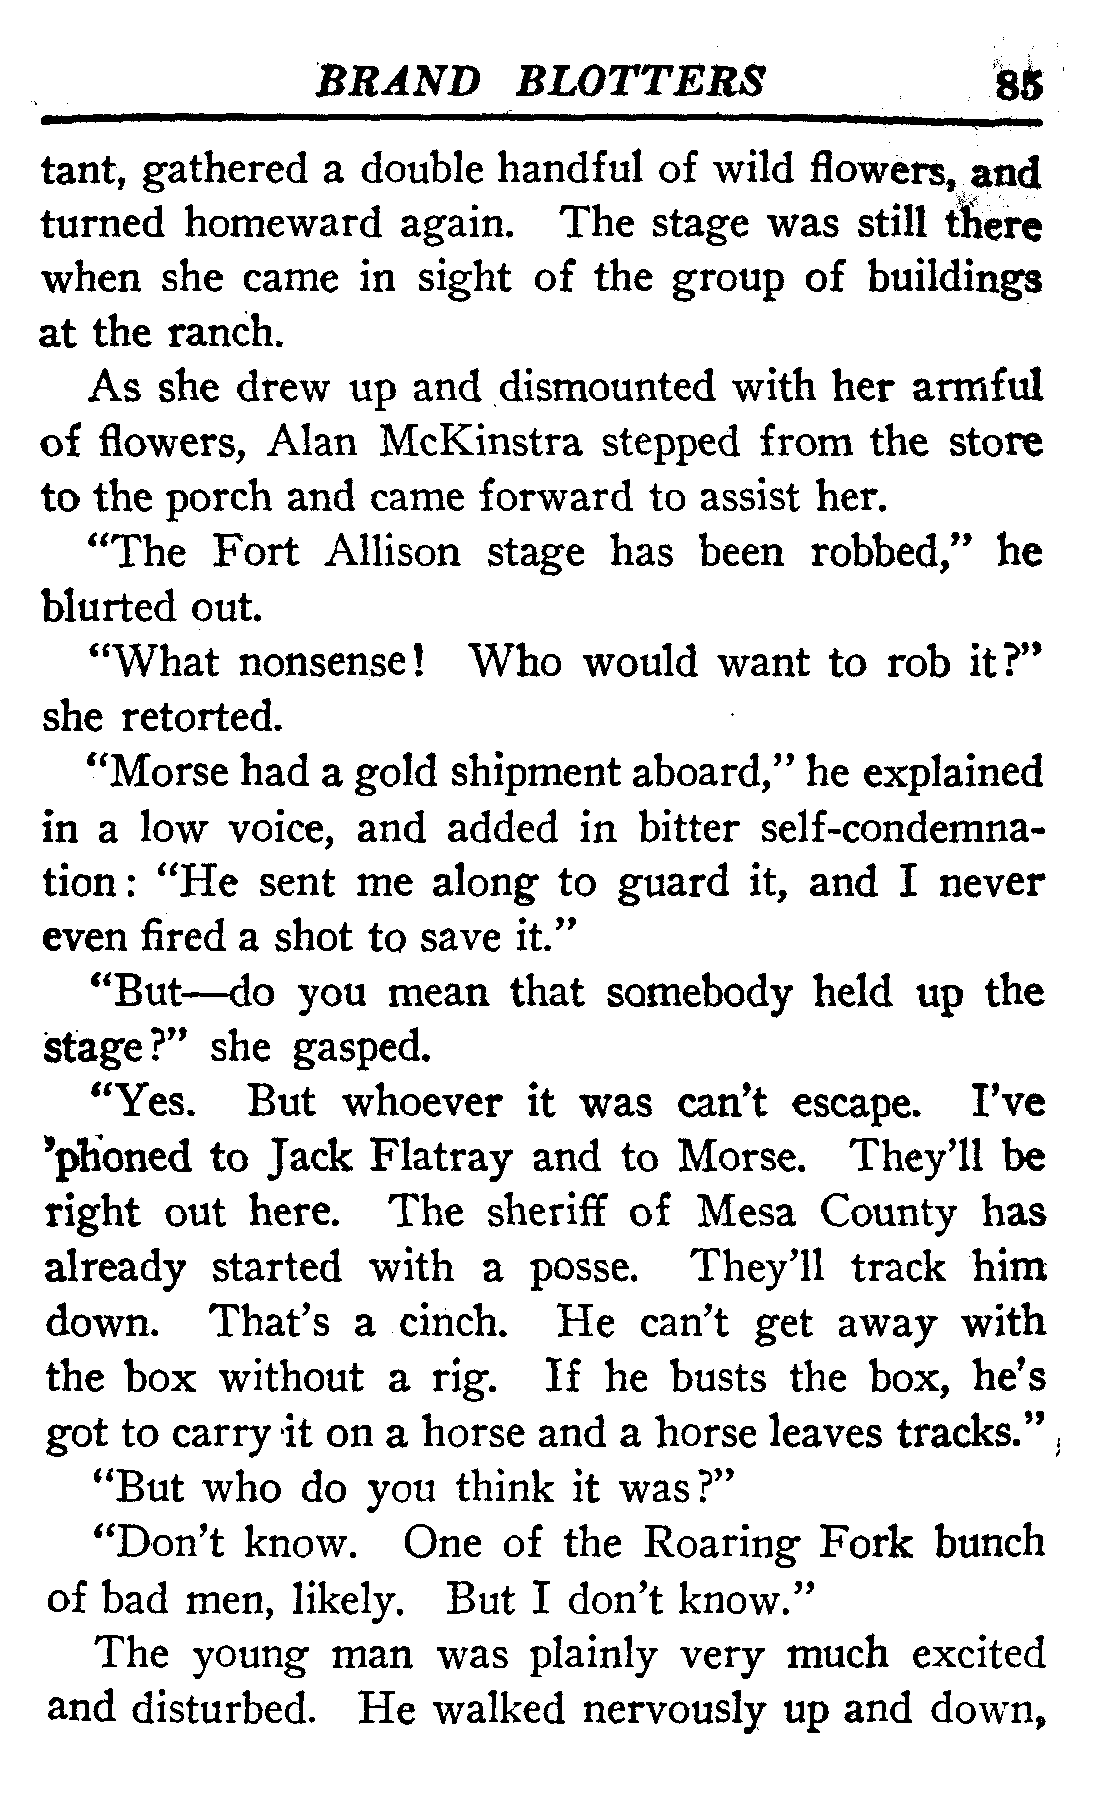 BRAND BLOTTERS 85
tant, gathered a double handful of wild flowers, and
turned homeward again. The stage was still there
when she came in sight of the group of buildings
at the ranch.
As she drew up and dismounted with her armful
of flowers, Alan McKinstra stepped from the store
to the porch and came forward to assist her.
“The Fort Allison stage has been robbed,” he
blurted out.
“What nonsense! Who would want to rob it?”
she retorted.
“Morse had a gold shipment aboard,” he explained
in a low voice, and added in bitter self-condemna-
tion: “He sent me along to guard it, and I never
even fired a shot to save it.”
“But—do you mean that somebody held up the
stage?” she gasped.
“Yes. But whoever it was can’t escape. I’ve
’phoned to Jack Flatray and to Morse. They’ll be
right out here. The sheriff of Mesa County has
already started with a posse. They’ll track him
down. That’s a cinch. He can’t get away with
the box without a rig. If he busts the box, he’s
got to carry it on a horse and a horse leaves tracks.”
“But who do you think it was?”
“Don’t know. One of the Roaring Fork bunch
of bad men, likely. But I don’t know.”
The young man was plainly very much excited
and disturbed. He walked nervously up and down,